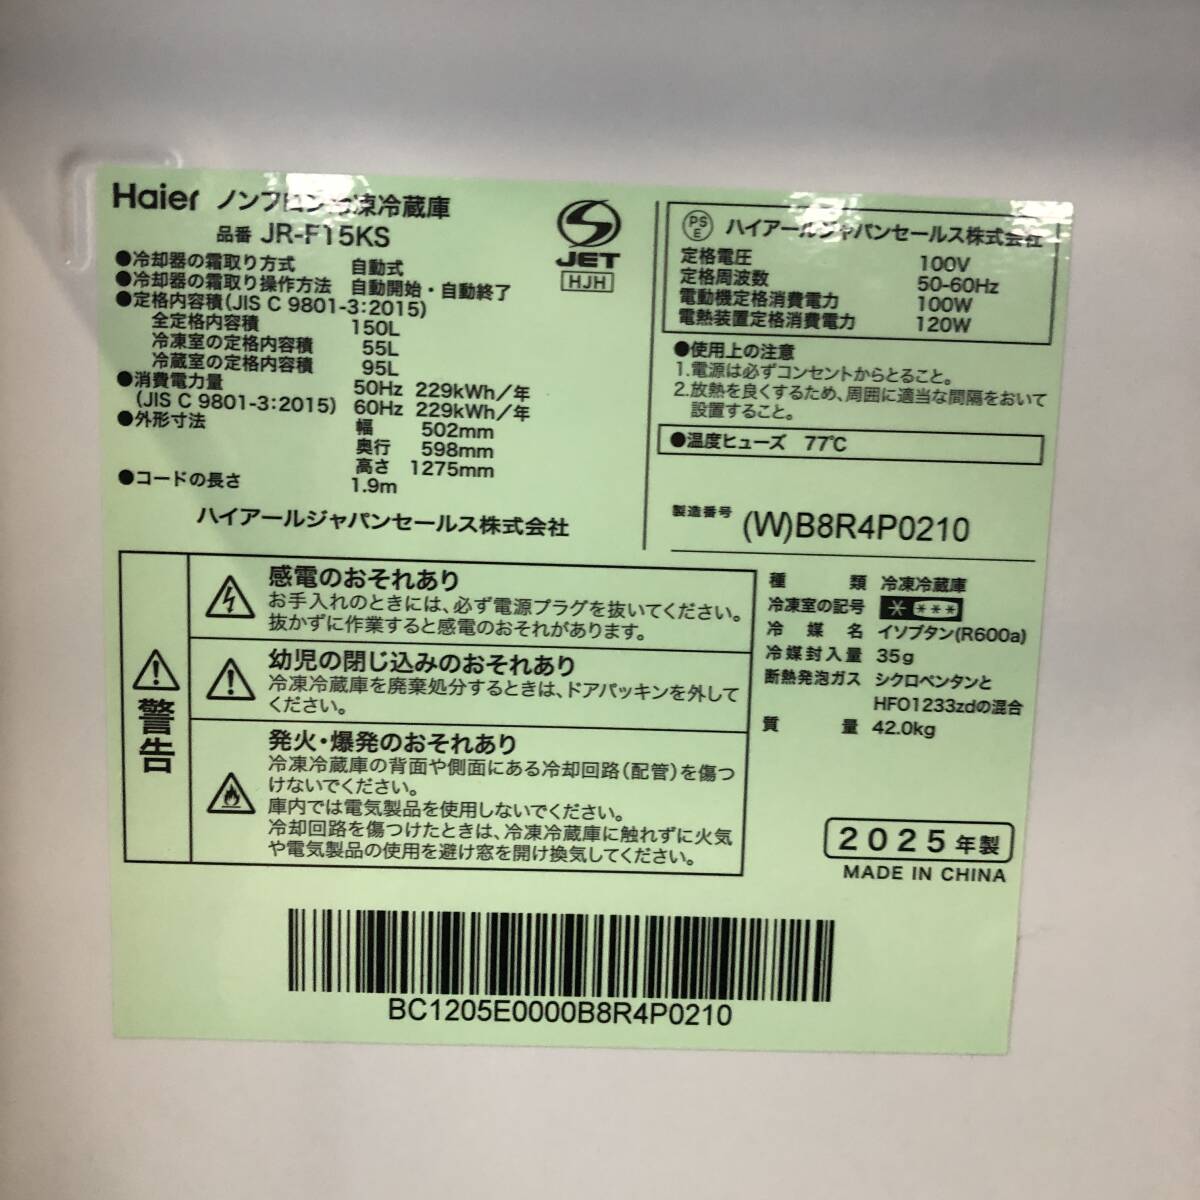 Haier ノンフロン冷凍冷蔵庫
品番 JR-F15KS
●冷却器の霜取り方式 自動式
●冷却器の霜取り操作方法 自動開始・自動終了
●定格内容積(JIS C 9801-3:2015)
全定格内容積 150L
冷凍室の定格内容積 55L
冷蔵室の定格内容積 95L
●消費電力量 50Hz 229kWh/年
(JIS C 9801-3:2015) 60Hz 229kWh/年
●外形寸法 幅 502mm
奥行 598mm
高さ 1275mm
●コードの長さ 1.9m
ハイアールジャパンセールス株式会社
S
JET
HJH
PS
E
ハイアールジャパンセールス株式会社
定格電圧 100V
定格周波数 50-60Hz
電動機定格消費電力 100W
電熱装置定格消費電力 120W
●使用上の注意
1.電源は必ずコンセントからとること。
2.放熱を良くするため、周囲に適当な間隔をおいて
設置すること。
●温度ヒューズ 77℃
製造番号 (W)B8R4P0210
警告
感電のおそれあり
お手入れのときには、必ず電源プラグを抜いてください。
抜かずに作業すると感電のおそれがあります。
幼児の閉じ込みのおそれあり
冷凍冷蔵庫を廃棄処分するときは、ドアパッキンを外して
ください。
発火・爆発のおそれあり
冷凍冷蔵庫の背面や側面にある冷却回路(配管)を傷つ
けないでください。
庫内では電気製品を使用しないでください。
冷却回路を傷つけたときは、冷凍冷蔵庫に触れずに火気
や電気製品の使用を避け窓を開け換気してください。
種類 冷凍冷蔵庫
冷凍室の記号 * ***
冷媒名 イソブタン(R600a)
冷媒封入量 35g
断熱発泡ガス シクロペンタンと
HFO1233zdの混合
質量 42.0kg
2025年製
MADE IN CHINA
BC1205E0000B8R4P0210